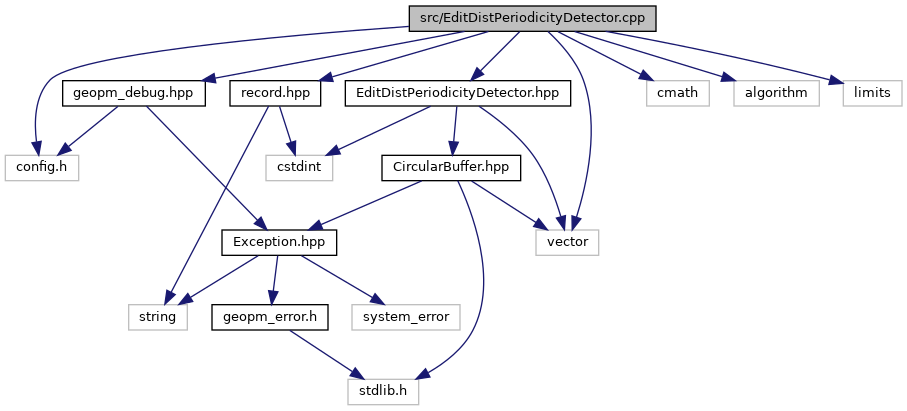 src/EditDistPeriodicityDetector.cpp
geopm_debug.hpp
record.hpp
EditDistPeriodicityDetector.hpp
cmath
algorithm
limits
config.h
cstdint
CircularBuffer.hpp
Exception.hpp
vector
string
geopm_error.h
system_error
stdlib.h